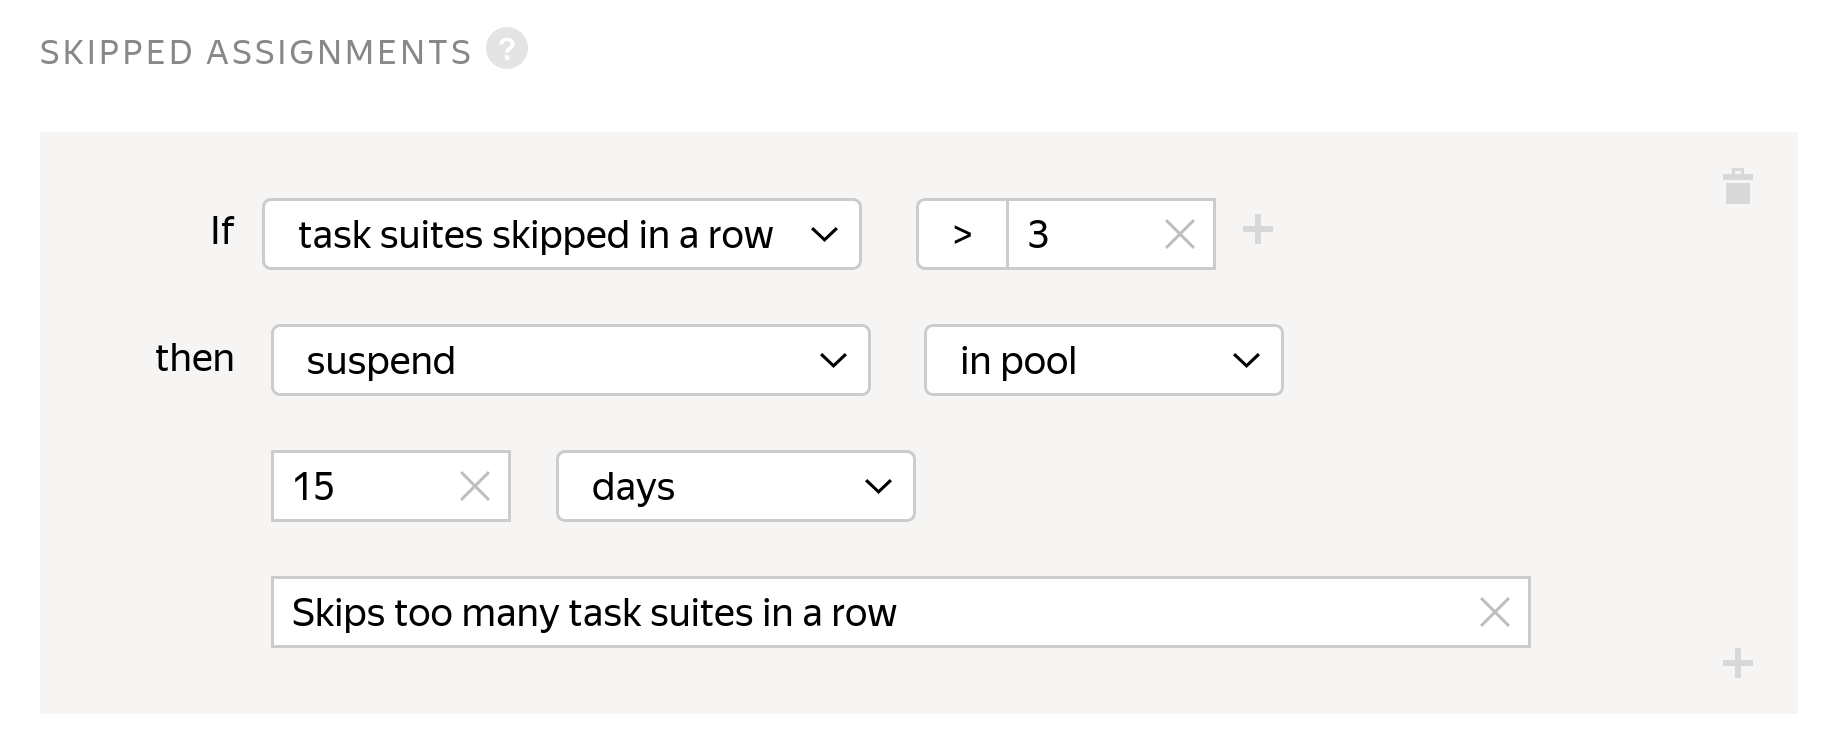 SKIPPED ASSIGNMENTS ?
If task suites skipped in a row > 3
then suspend in pool
15 days
Skips too many task suites in a row